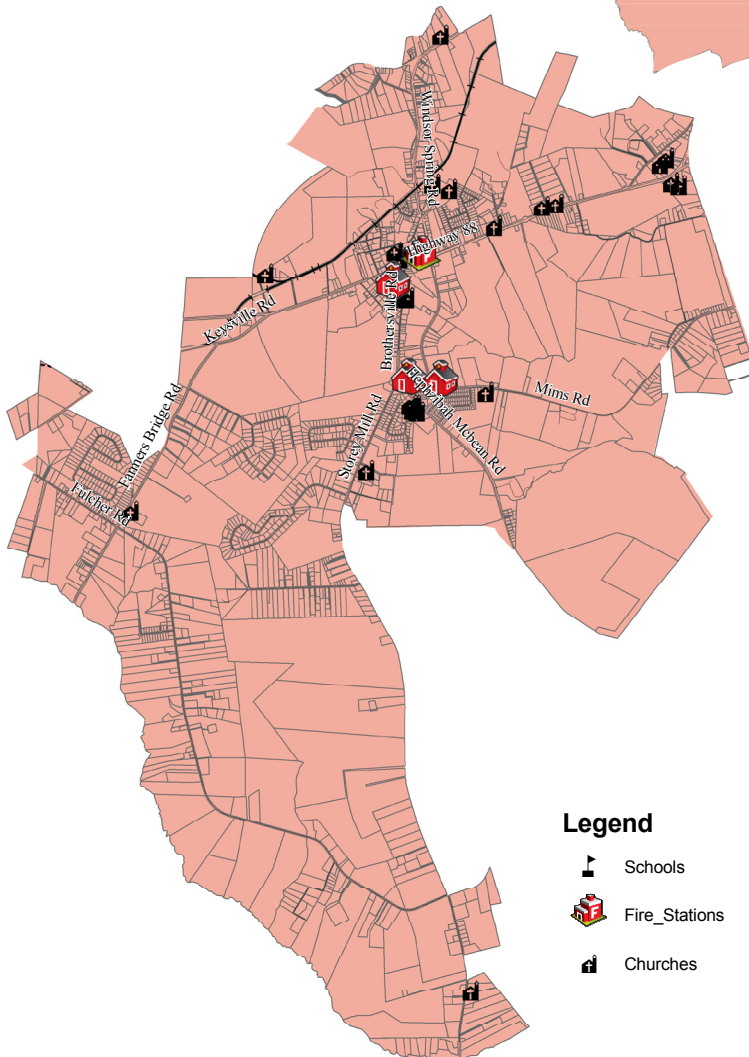 Windsor Spring Rd
Highway 88
Keysville Rd
Brothersville Rd
Hephzibah Mcbean Rd
Mims Rd
Storey Mill Rd
Farmers Bridge Rd
Fulcher Rd
Legend
Schools
F Fire_Stations
Churches